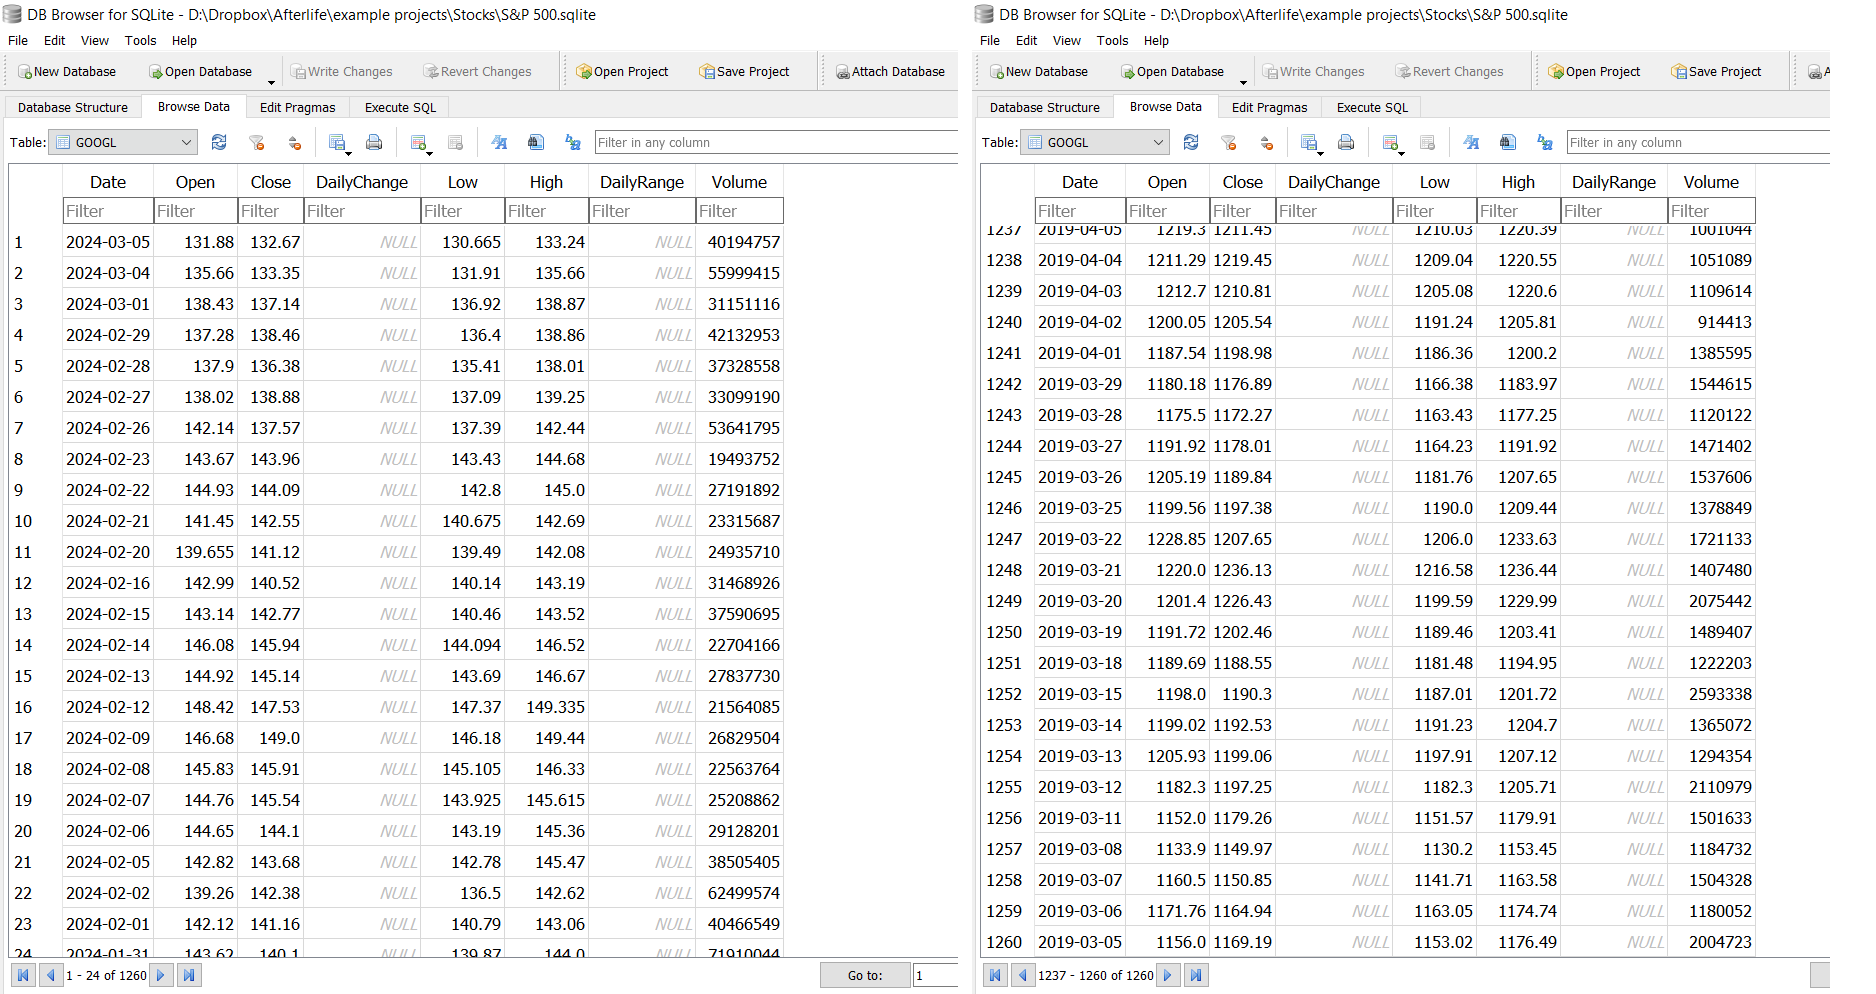 DB Browser for SQLite - D:\Dropbox\Afterlife\example projects\Stocks\S&P 500.sqlite
File Edit View Tools Help
New Database Open Database Write Changes Revert Changes Open Project Save Project Attach Database
Database Structure Browse Data Edit Pragmas Execute SQL
Table: GOOGL Filter in any column
Date Open Close DailyChange Low High DailyRange Volume
Filter Filter Filter Filter Filter Filter Filter Filter
1 2024-03-05 131.88 132.67 NULL 130.665 133.24 NULL 40194757
2 2024-03-04 135.66 133.35 NULL 131.91 135.66 NULL 55999415
3 2024-03-01 138.43 137.14 NULL 136.92 138.87 NULL 31151116
4 2024-02-29 137.28 138.46 NULL 136.4 138.86 NULL 42132953
5 2024-02-28 137.9 136.38 NULL 135.41 138.01 NULL 37328558
6 2024-02-27 138.02 138.88 NULL 137.09 139.25 NULL 33099190
7 2024-02-26 142.14 137.57 NULL 137.39 142.44 NULL 53641795
8 2024-02-23 143.67 143.96 NULL 143.43 144.68 NULL 19493752
9 2024-02-22 144.93 144.09 NULL 142.8 145.0 NULL 27191892
10 2024-02-21 141.45 142.55 NULL 140.675 142.69 NULL 23315687
11 2024-02-20 139.655 141.12 NULL 139.49 142.08 NULL 24935710
12 2024-02-16 142.99 140.52 NULL 140.14 143.19 NULL 31468926
13 2024-02-15 143.14 142.77 NULL 140.46 143.52 NULL 37590695
14 2024-02-14 146.08 145.94 NULL 144.094 146.52 NULL 22704166
15 2024-02-13 144.92 145.14 NULL 143.69 146.67 NULL 27837730
16 2024-02-12 148.42 147.53 NULL 147.37 149.335 NULL 21564085
17 2024-02-09 146.68 149.0 NULL 146.18 149.44 NULL 26829504
18 2024-02-08 145.83 145.91 NULL 145.105 146.33 NULL 22563764
19 2024-02-07 144.76 145.54 NULL 143.925 145.615 NULL 25208862
20 2024-02-06 144.65 144.1 NULL 143.19 145.36 NULL 29128201
21 2024-02-05 142.82 143.68 NULL 142.78 145.47 NULL 38505405
22 2024-02-02 139.26 142.38 NULL 136.5 142.62 NULL 62499574
23 2024-02-01 142.12 141.16 NULL 140.79 143.06 NULL 40466549
24 2024-01-31 143.62 140.1 NULL 139.87 144.0 NULL 71910044
1 - 24 of 1260 Go to: 1
DB Browser for SQLite - D:\Dropbox\Afterlife\example projects\Stocks\S&P 500.sqlite
File Edit View Tools Help
New Database Open Database Write Changes Revert Changes Open Project Save Project A
Database Structure Browse Data Edit Pragmas Execute SQL
Table: GOOGL Filter in any column
Date Open Close DailyChange Low High DailyRange Volume
Filter Filter Filter Filter Filter Filter Filter Filter
1237 2019-04-05 1219.3 1211.45 NULL 1210.03 1220.39 NULL 1001044
1238 2019-04-04 1211.29 1219.45 NULL 1209.04 1220.55 NULL 1051089
1239 2019-04-03 1212.7 1210.81 NULL 1205.08 1220.6 NULL 1109614
1240 2019-04-02 1200.05 1205.54 NULL 1191.24 1205.81 NULL 914413
1241 2019-04-01 1187.54 1198.98 NULL 1186.36 1200.2 NULL 1385595
1242 2019-03-29 1180.18 1176.89 NULL 1166.38 1183.97 NULL 1544615
1243 2019-03-28 1175.5 1172.27 NULL 1163.43 1177.25 NULL 1120122
1244 2019-03-27 1191.92 1178.01 NULL 1164.23 1191.92 NULL 1471402
1245 2019-03-26 1205.19 1189.84 NULL 1181.76 1207.65 NULL 1537606
1246 2019-03-25 1199.56 1197.38 NULL 1190.0 1209.44 NULL 1378849
1247 2019-03-22 1228.85 1207.65 NULL 1206.0 1233.63 NULL 1721133
1248 2019-03-21 1220.0 1236.13 NULL 1216.58 1236.44 NULL 1407480
1249 2019-03-20 1201.4 1226.43 NULL 1199.59 1229.99 NULL 2075442
1250 2019-03-19 1191.72 1202.46 NULL 1189.46 1203.41 NULL 1489407
1251 2019-03-18 1189.69 1188.55 NULL 1181.48 1194.95 NULL 1222203
1252 2019-03-15 1198.0 1190.3 NULL 1187.01 1201.72 NULL 2593338
1253 2019-03-14 1199.02 1192.53 NULL 1191.23 1204.7 NULL 1365072
1254 2019-03-13 1205.93 1199.06 NULL 1197.91 1207.12 NULL 1294354
1255 2019-03-12 1182.3 1197.25 NULL 1182.3 1205.71 NULL 2110979
1256 2019-03-11 1152.0 1179.26 NULL 1151.57 1179.91 NULL 1501633
1257 2019-03-08 1133.9 1149.97 NULL 1130.2 1153.45 NULL 1184732
1258 2019-03-07 1160.5 1150.85 NULL 1141.71 1163.58 NULL 1504328
1259 2019-03-06 1171.76 1164.94 NULL 1163.05 1174.74 NULL 1180052
1260 2019-03-05 1156.0 1169.19 NULL 1153.02 1176.49 NULL 2004723
1237 - 1260 of 1260